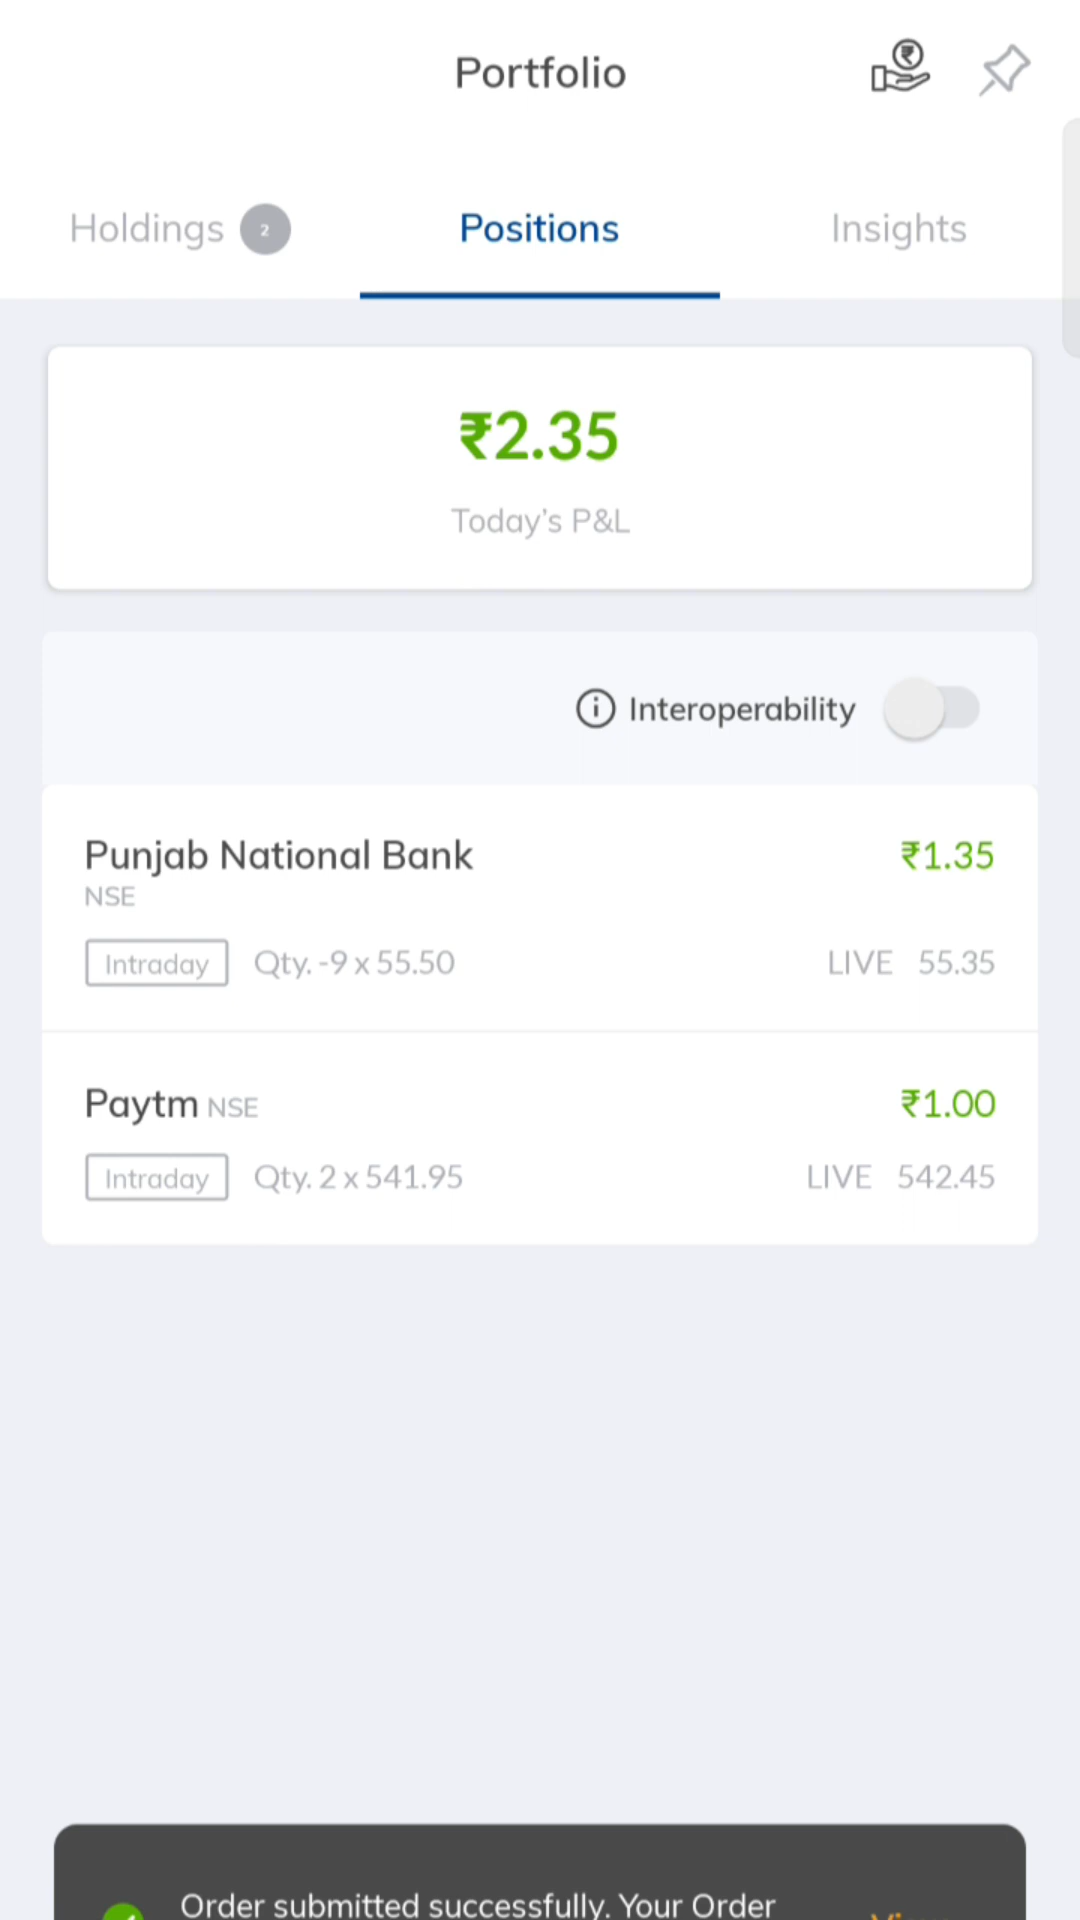 Portfolio
Holdings 2 Positions Insights
₹2.35
Today's P&L
Interoperability
Punjab National Bank ₹1.35
NSE
Intraday Qty. -9 x 55.50 LIVE 55.35
Paytm NSE ₹1.00
Intraday Qty. 2 x 541.95 LIVE 542.45
Order submitted successfully. Your Order